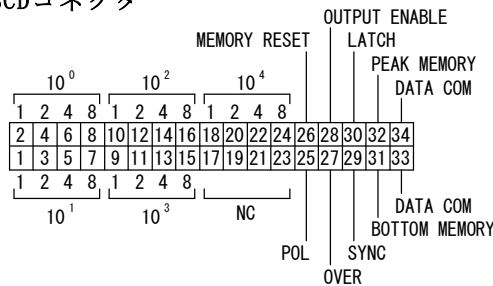 BCDコネクタ
OUTPUT ENABLE
MEMORY RESET LATCH
PEAK MEMORY
10⁰ 10² 10⁴ DATA COM
1 2 4 8 1 2 4 8 1 2 4 8
2 4 6 8 10 12 14 16 18 20 22 24 26 28 30 32 34
1 3 5 7 9 11 13 15 17 19 21 23 25 27 29 31 33
1 2 4 8 1 2 4 8
10¹ 10³ NC DATA COM
BOTTOM MEMORY
POL SYNC
OVER